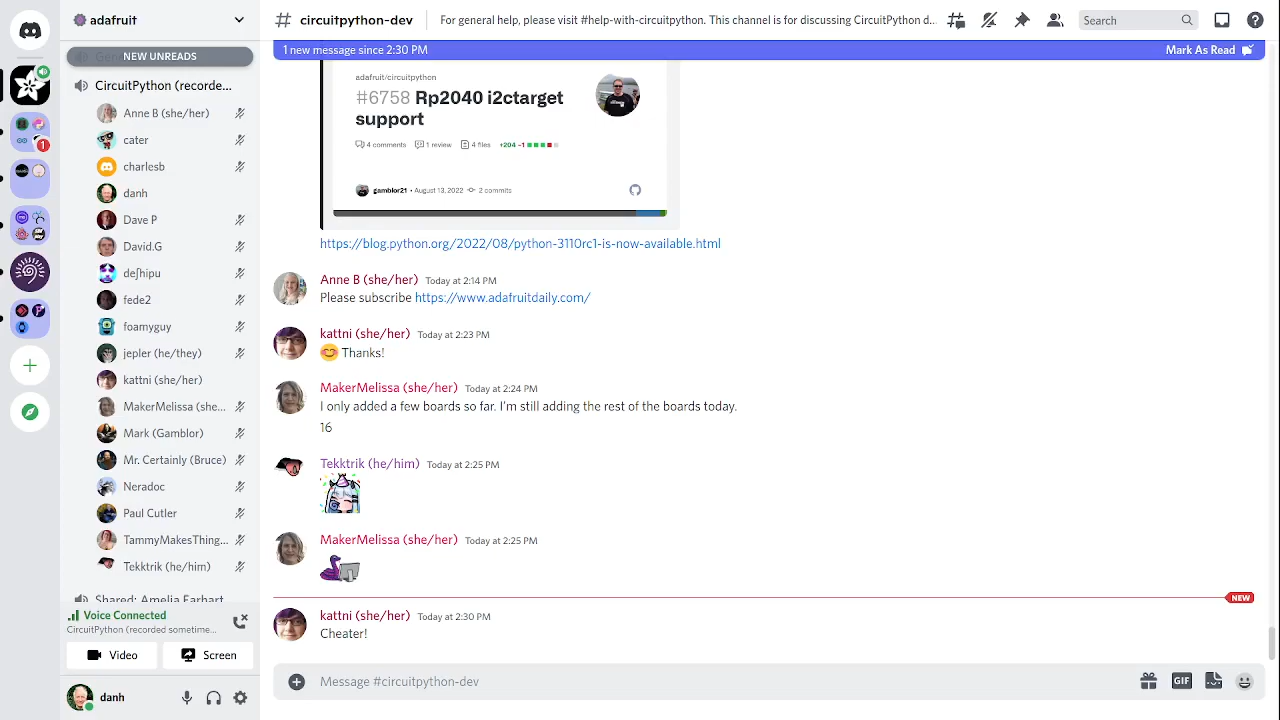 adafruit
# circuitpython-dev
For general help, please visit #help-with-circuitpython. This channel is for discussing CircuitPython d...
Search
NEW UNREADS
CircuitPython (recorde...
Anne B (she/her)
cater
charlesb
danh
Dave P
David.G
deʃhipu
fede2
foamyguy
jepler (he/they)
kattni (she/her)
MakerMelissa (she...
Mark (Gamblor)
Mr. Certainly (Bruce)
Neradoc
Paul Cutler
TammyMakesThing...
Tekktrik (he/him)
Shared: Amelia Earhart
Voice Connected
CircuitPython (recorded sometime...
Video
Screen
danh
1
1 new message since 2:30 PM
Mark As Read
adafruit/circuitpython
#6758 Rp2040 i2ctarget
support
4 comments 1 review 4 files +204 -1
gamblor21 • August 13, 2022 2 commits
https://blog.python.org/2022/08/python-3110rc1-is-now-available.html
Anne B (she/her) Today at 2:14 PM
Please subscribe https://www.adafruitdaily.com/
kattni (she/her) Today at 2:23 PM
😊 Thanks!
MakerMelissa (she/her) Today at 2:24 PM
I only added a few boards so far. I'm still adding the rest of the boards today.
16
Tekktrik (he/him) Today at 2:25 PM
MakerMelissa (she/her) Today at 2:25 PM
NEW
kattni (she/her) Today at 2:30 PM
Cheater!
Message #circuitpython-dev
GIF